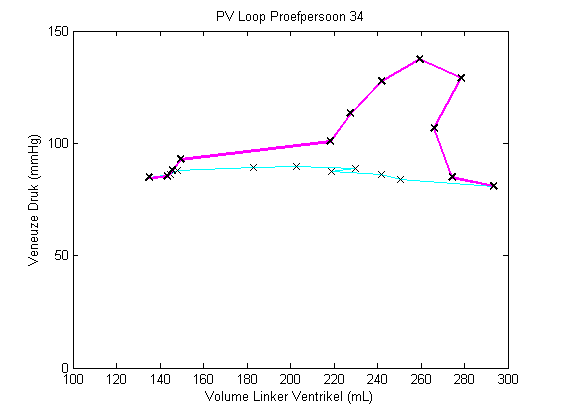 PV Loop Proefpersoon 34
150
100
50
0
Veneuze Druk (mmHg)
100 120 140 160 180 200 220 240 260 280 300
Volume Linker Ventrikel (mL)